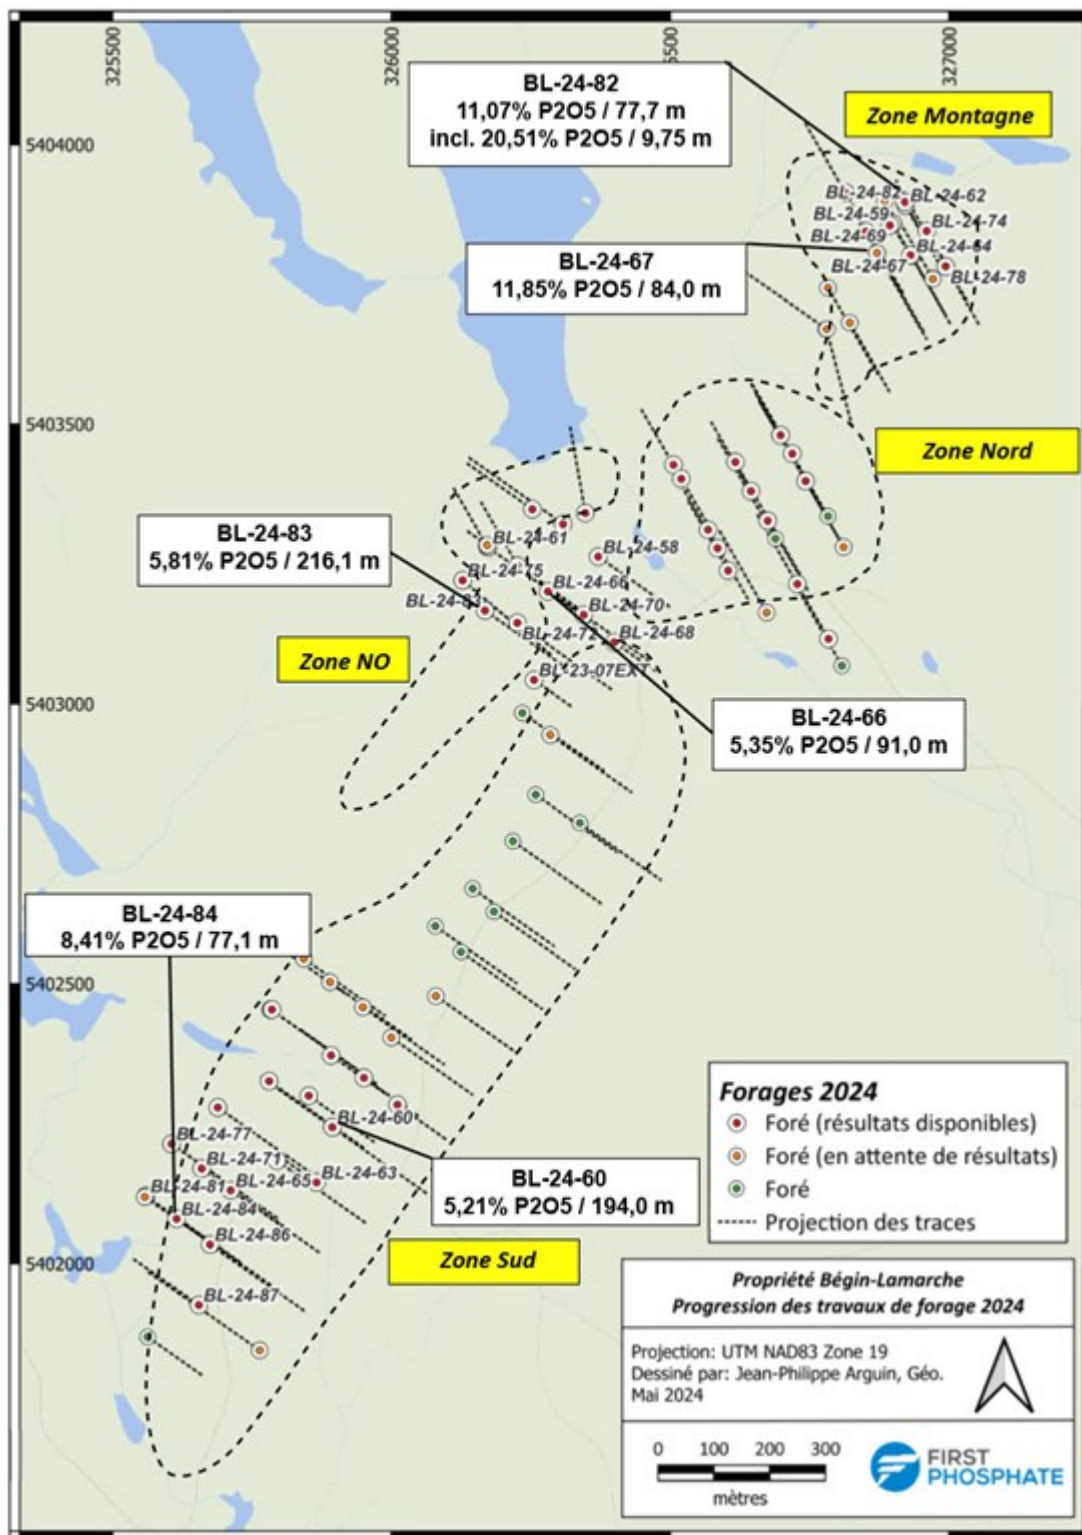 325500
326000
6500
327000
BL-24-82
11,07% P2O5 / 77,7 m
incl. 20,51% P2O5 / 9,75 m
Zone Montagne
5404000
BL-24-82
BL-24-62
BL-24-59
BL-24-74
BL-24-69
BL-24-64
BL-24-67
BL-24-78
BL-24-67
11,85% P2O5 / 84,0 m
5403500
Zone Nord
BL-24-83
5,81% P2O5 / 216,1 m
BL-24-61
BL-24-58
BL-24-75
BL-24-66
BL-24-83
BL-24-70
BL-24-72
BL-24-68
Zone NO
BL-23-07EXT
5403000
BL-24-66
5,35% P2O5 / 91,0 m
BL-24-84
8,41% P2O5 / 77,1 m
5402500
BL-24-60
BL-24-77
BL-24-71
BL-24-63
BL-24-81
BL-24-65
BL-24-84
BL-24-86
BL-24-60
5,21% P2O5 / 194,0 m
Zone Sud
5402000
BL-24-87
Forages 2024
Foré (résultats disponibles)
Foré (en attente de résultats)
Foré
Projection des traces
Propriété Bégin-Lamarche
Progression des travaux de forage 2024
Projection: UTM NAD83 Zone 19
Dessiné par: Jean-Philippe Arguin, Géo.
Mai 2024
0 100 200 300
mètres
FIRST
PHOSPHATE